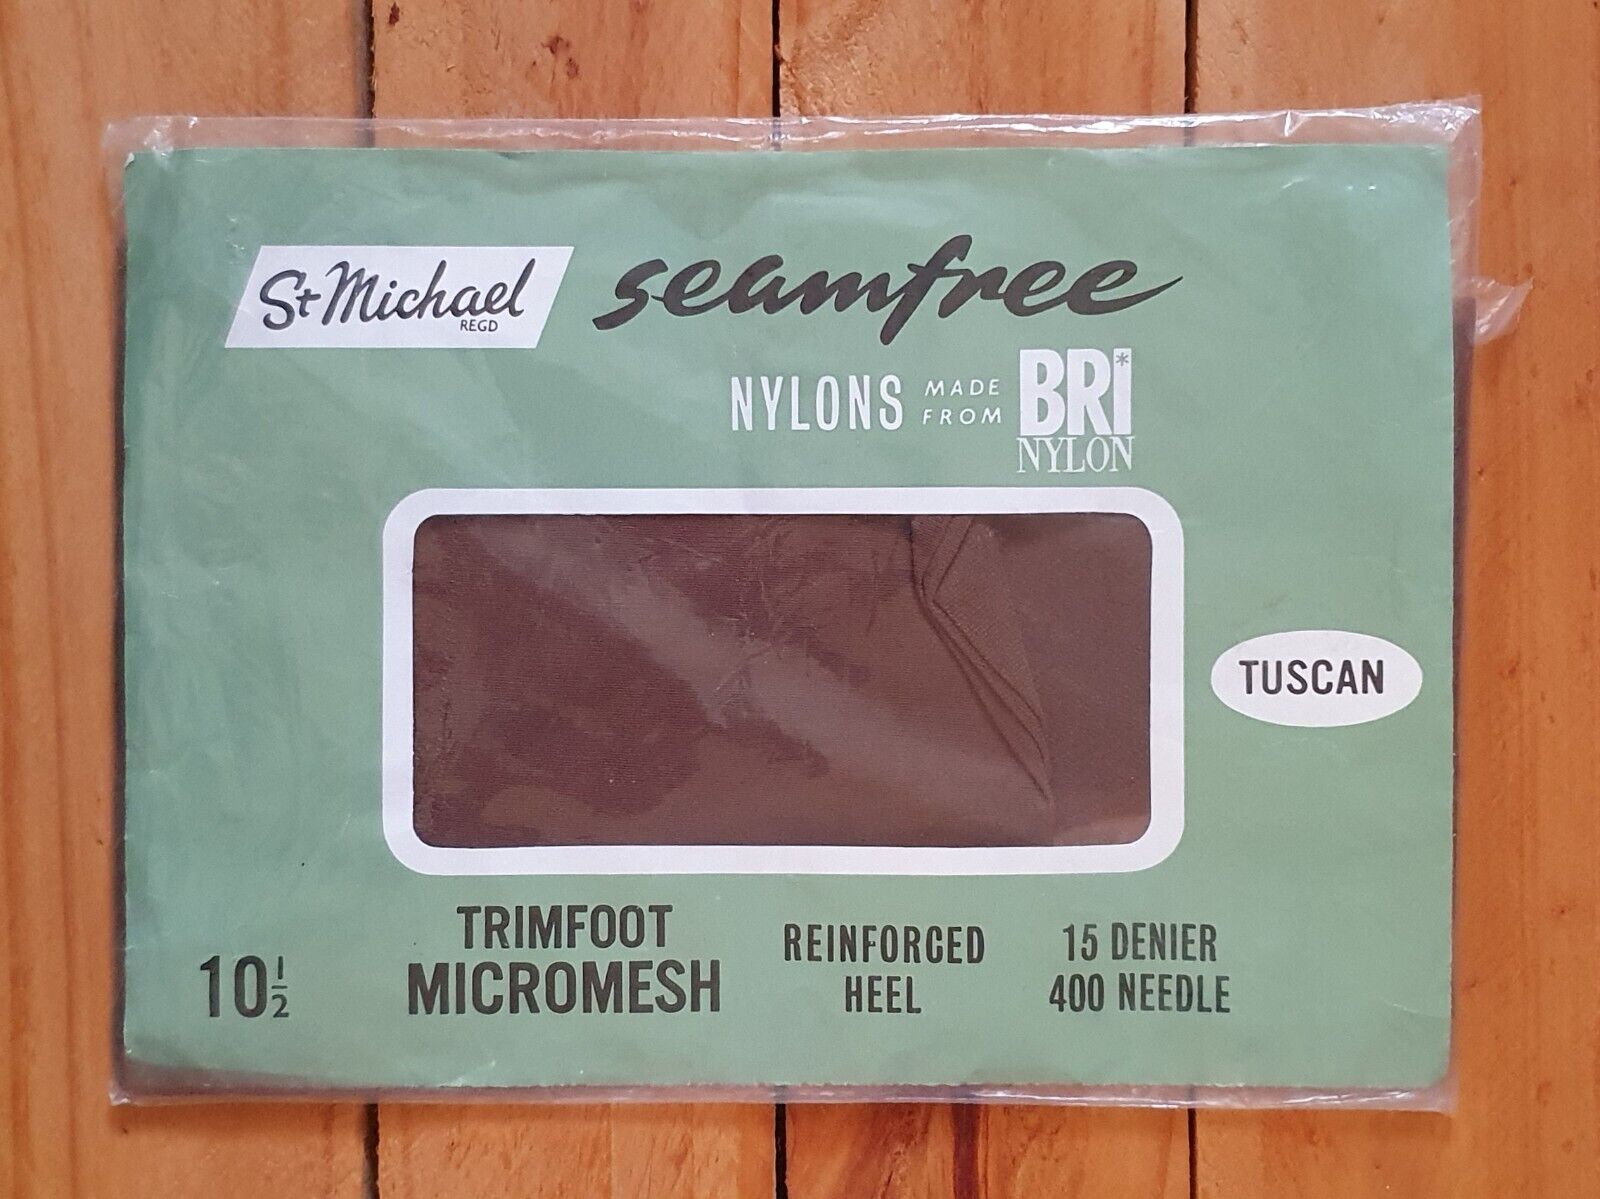 St Michael
REGD
seamfree
NYLONS MADE FROM BRI* NYLON
TUSCAN
10½
TRIMFOOT
MICROMESH
REINFORCED
HEEL
15 DENIER
400 NEEDLE